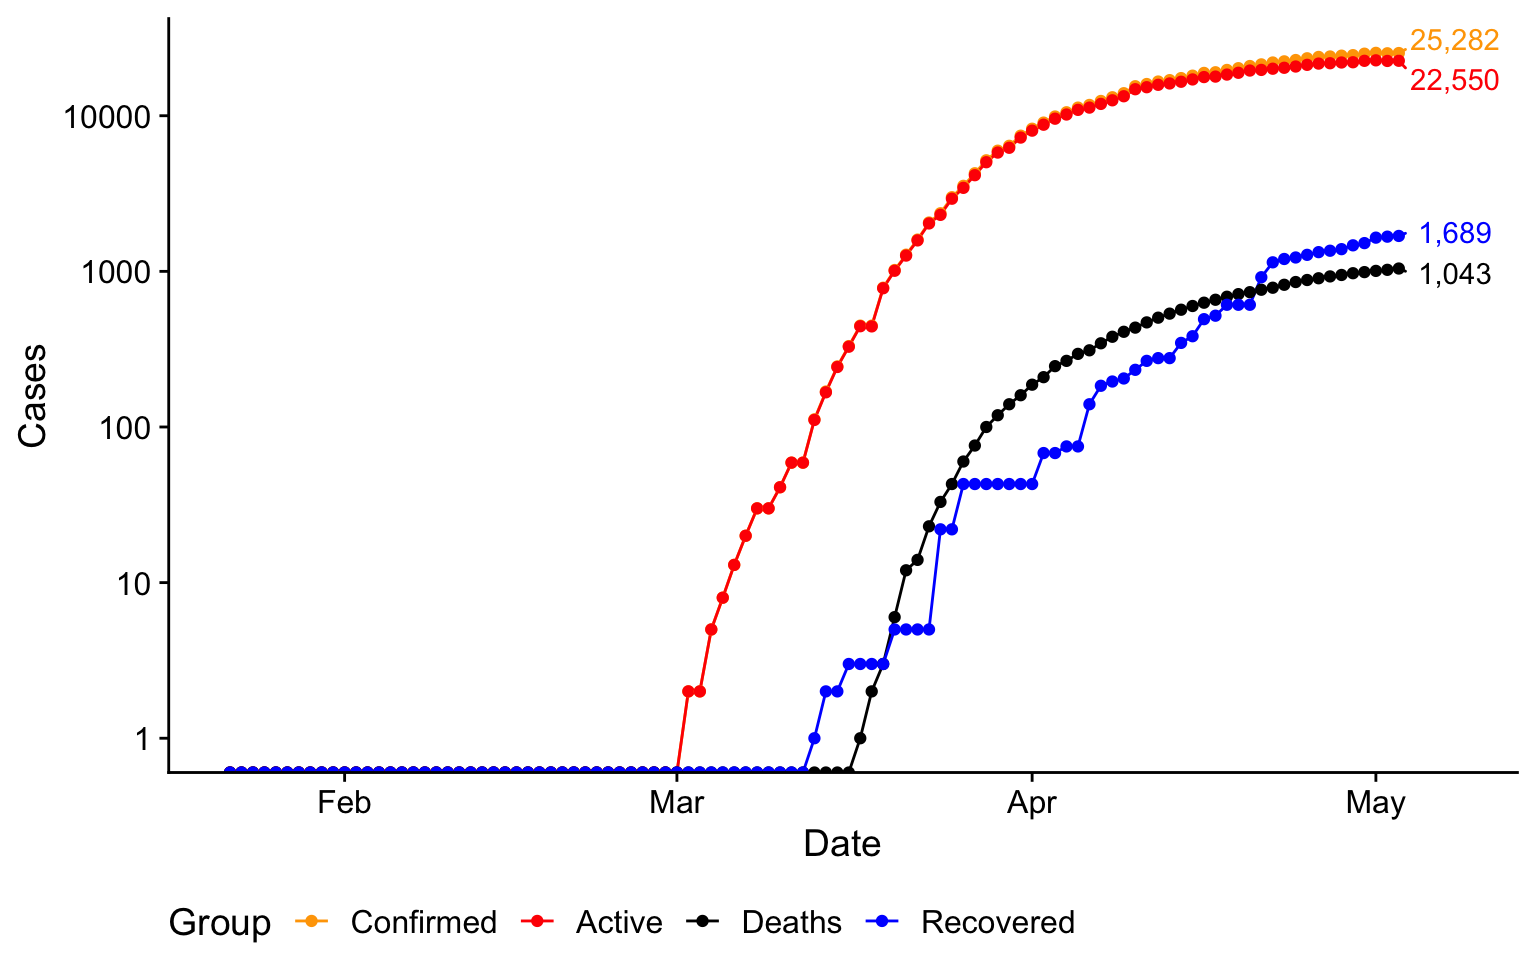 25,282
22,550
10000
1,689
1000
1,043
Cases
100
10
1
Feb Mar Apr May
Date
Group Confirmed Active Deaths Recovered